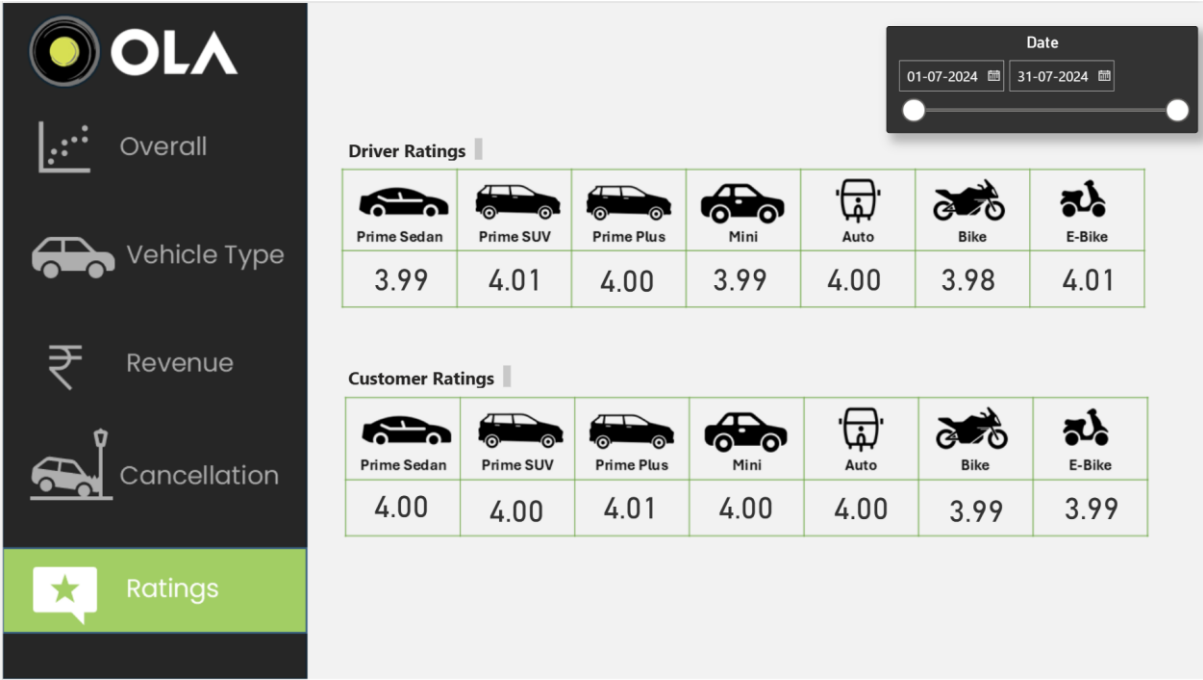 OLA
Date
01-07-2024 31-07-2024
Overall
Vehicle Type
Revenue
Cancellation
Ratings
Driver Ratings
Prime Sedan Prime SUV Prime Plus Mini Auto Bike E-Bike
3.99 4.01 4.00 3.99 4.00 3.98 4.01
Customer Ratings
Prime Sedan Prime SUV Prime Plus Mini Auto Bike E-Bike
4.00 4.00 4.01 4.00 4.00 3.99 3.99